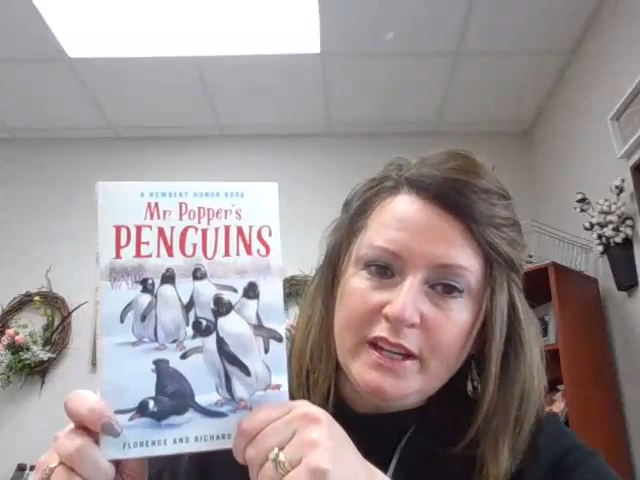 A NEWBERY HONOR BOOK
Mr. Popper's
PENGUINS
FLORENCE AND RICHARD